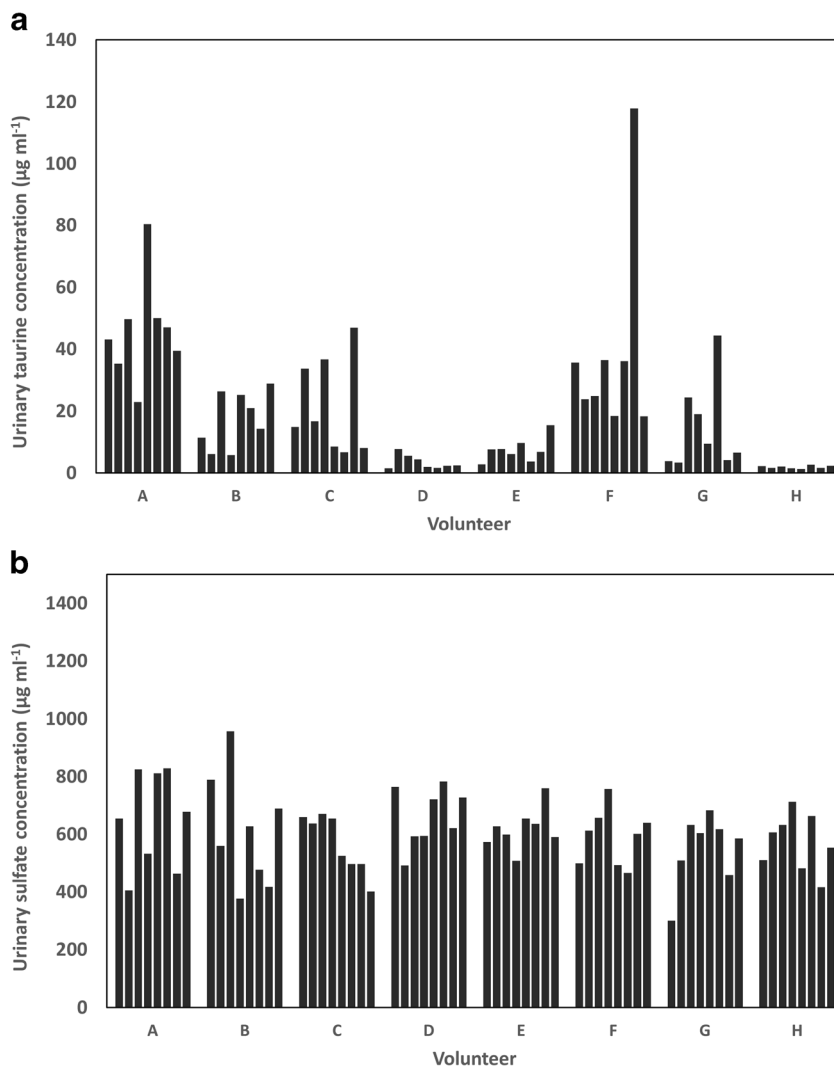 a
Urinary taurine concentration (µg ml⁻¹)
140
120
100
80
60
40
20
0
A B C D E F G H
Volunteer
b
Urinary sulfate concentration (µg ml⁻¹)
1400
1200
1000
800
600
400
200
0
A B C D E F G H
Volunteer